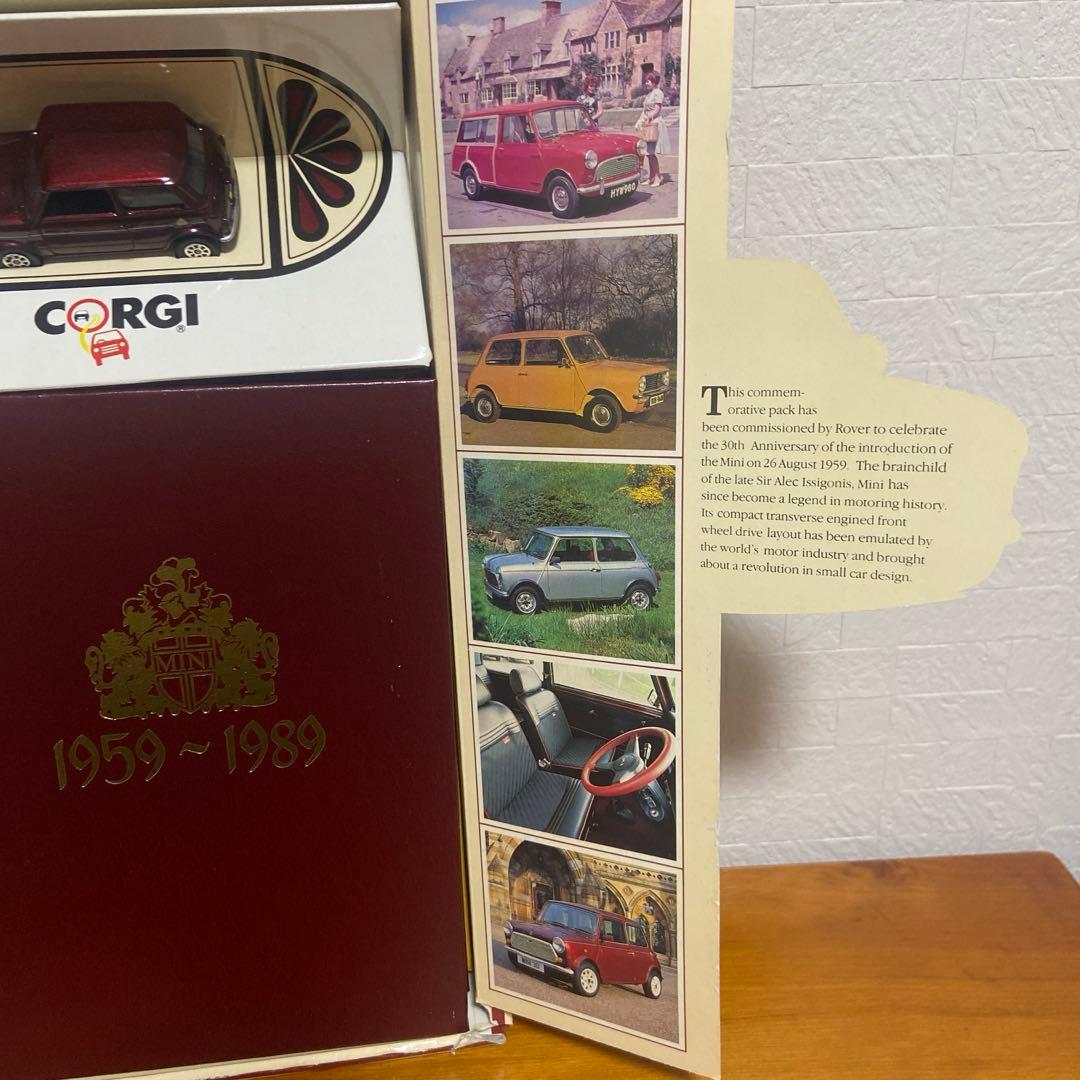 CORGI®
MINI
1959 ~ 1989
HYW 980
This commem-
orative pack has
been commissioned by Rover to celebrate
the 30th Anniversary of the introduction of
the Mini on 26 August 1959. The brainchild
of the late Sir Alec Issigonis, Mini has
since become a legend in motoring history.
Its compact transverse engined front
wheel drive layout has been emulated by
the world's motor industry and brought
about a revolution in small car design.